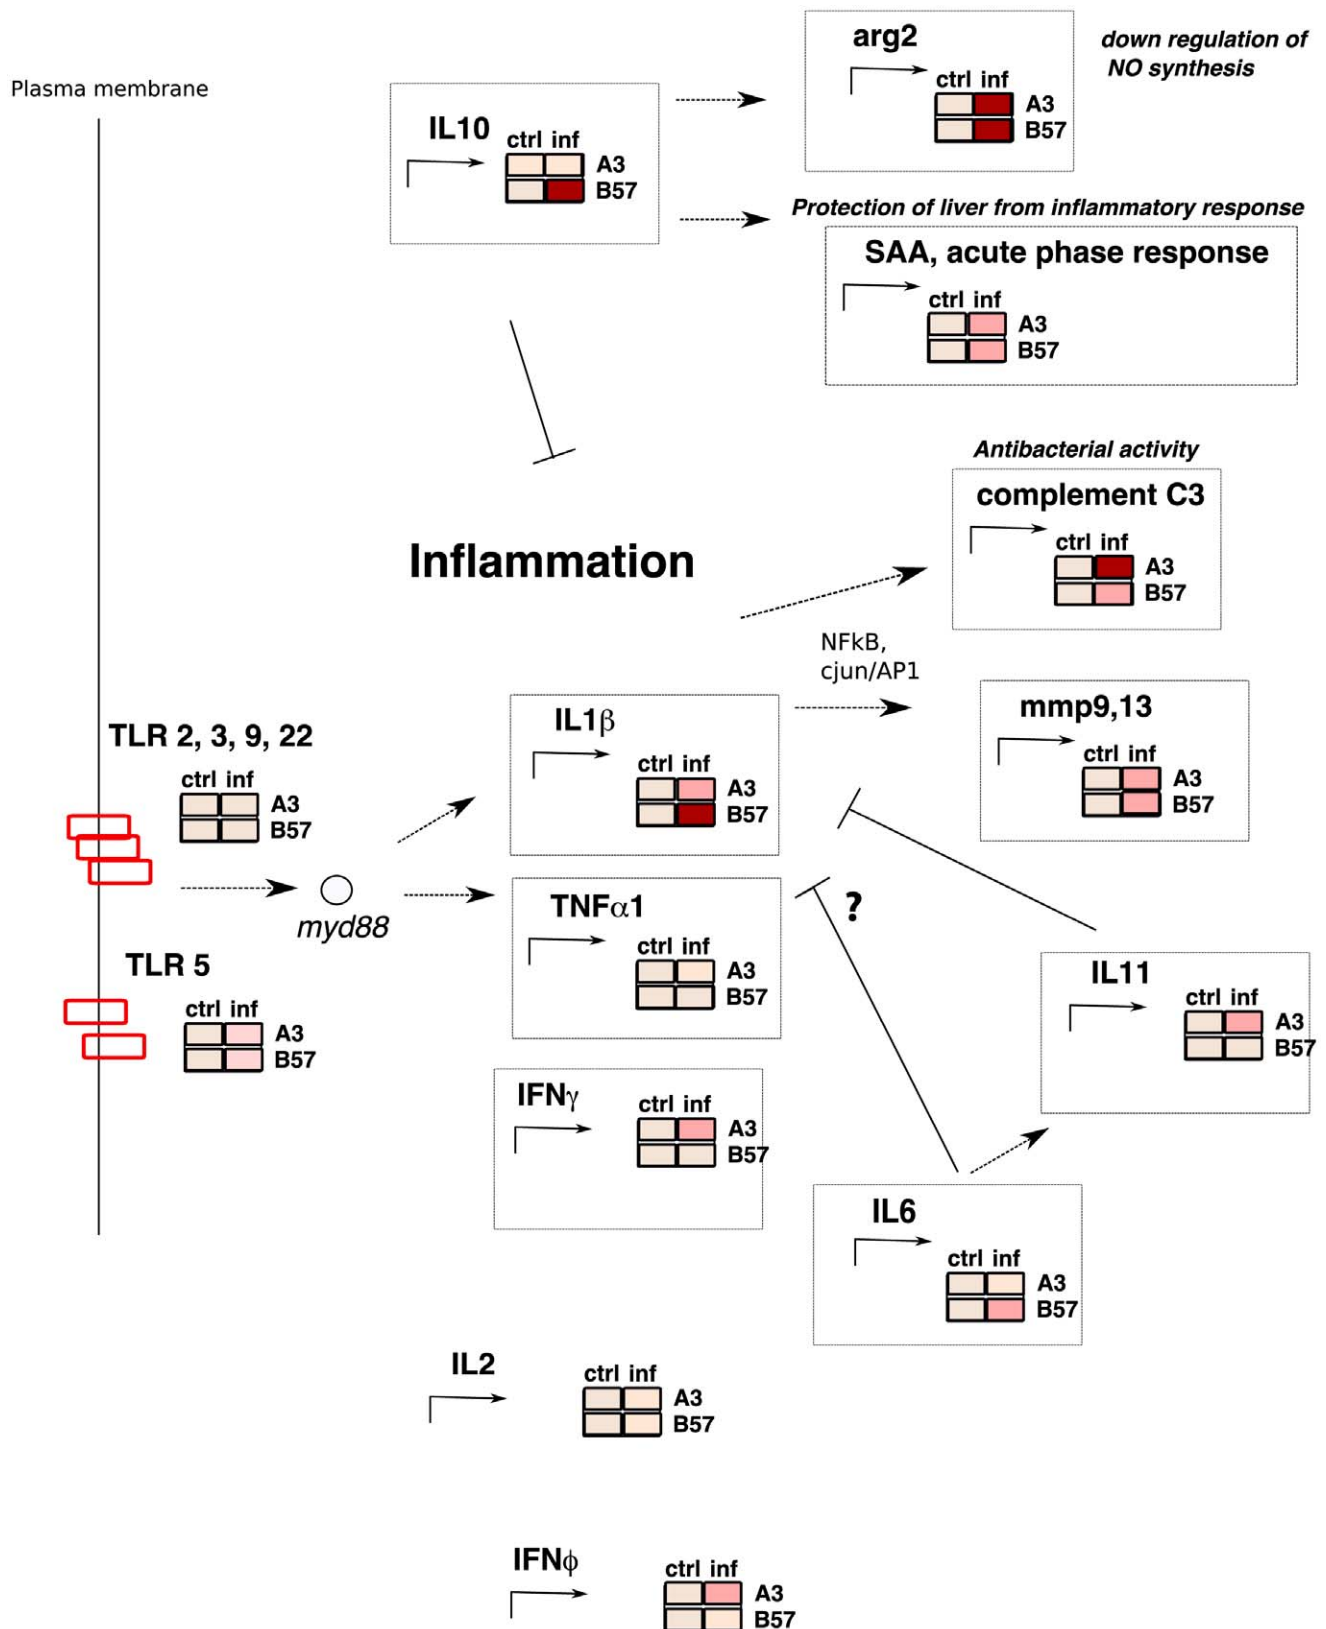 Plasma membrane
arg2
ctrl inf
A3
B57
down regulation of
NO synthesis
IL10
ctrl inf
A3
B57
Protection of liver from inflammatory response
SAA, acute phase response
ctrl inf
A3
B57
Antibacterial activity
complement C3
ctrl inf
A3
B57
Inflammation
NFkB,
cjun/AP1
mmp9,13
ctrl inf
A3
B57
IL1β
ctrl inf
A3
B57
TLR 2, 3, 9, 22
ctrl inf
A3
B57
myd88
TNFα1
ctrl inf
A3
B57
?
TLR 5
ctrl inf
A3
B57
IL11
ctrl inf
A3
B57
IFNγ
ctrl inf
A3
B57
IL6
ctrl inf
A3
B57
IL2
ctrl inf
A3
B57
IFNϕ
ctrl inf
A3
B57